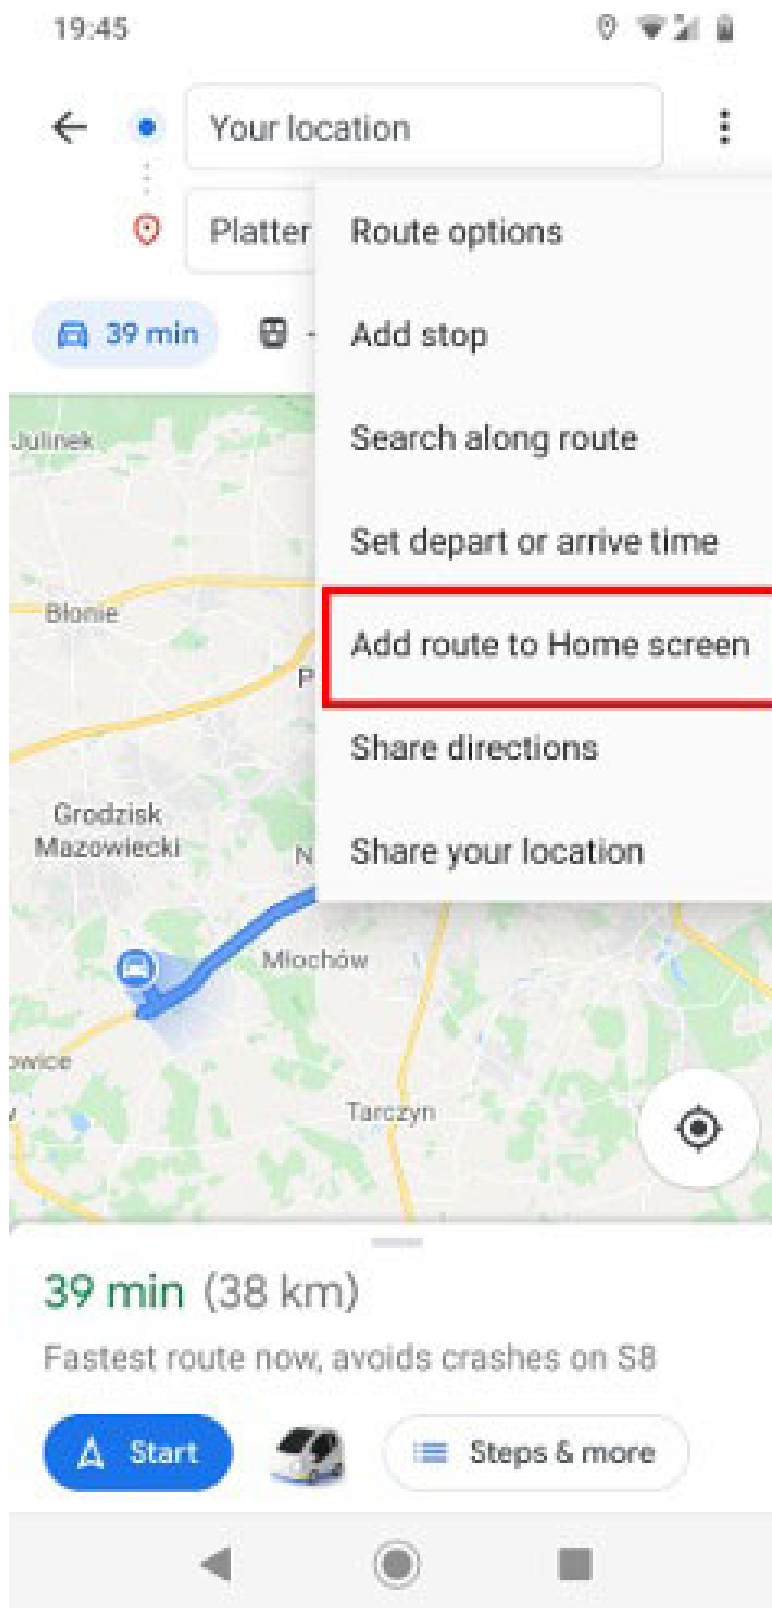 19:45
Your location
Platter
Route options
39 min
Add stop
Search along route
Set depart or arrive time
Add route to Home screen
Share directions
Share your location
Julinek
Błonie
P
Grodzisk
Mazowiecki
N
Młochów
owice
Tarczyn
39 min (38 km)
Fastest route now, avoids crashes on S8
Start
Steps & more